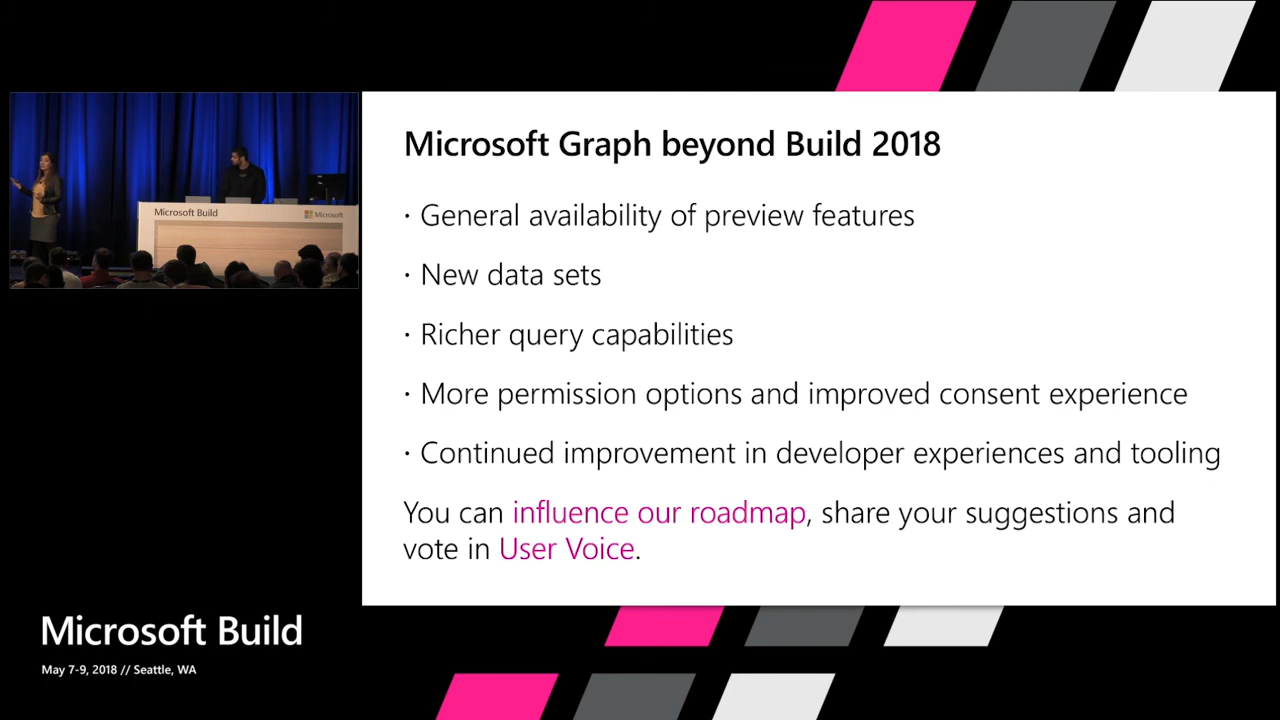 Microsoft Graph beyond Build 2018
· General availability of preview features
· New data sets
· Richer query capabilities
· More permission options and improved consent experience
· Continued improvement in developer experiences and tooling
You can influence our roadmap, share your suggestions and
vote in User Voice.
Microsoft Build
Microsoft
Microsoft Build
May 7-9, 2018 // Seattle, WA